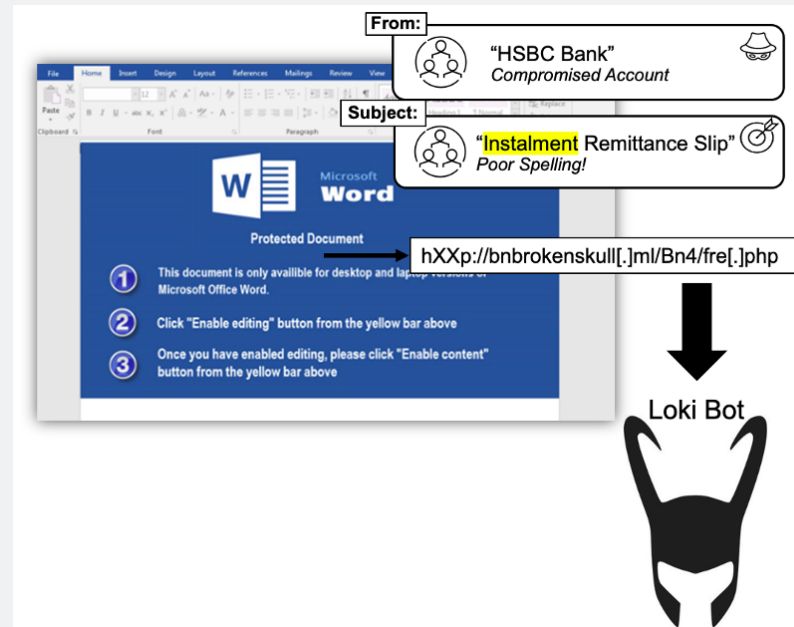 From:
"HSBC Bank"
Compromised Account
File Home Insert Design Layout References Mailings Review View
Paste
12
Replace
Clipboard Font Paragraph
Subject:
"Instalment Remittance Slip"
Poor Spelling!
W
Microsoft
Word
Protected Document
hXXp://bnbrokenskull[.]ml/Bn4/fre[.]php
1 This document is only availible for desktop and laptop versions of
Microsoft Office Word.
2 Click "Enable editing" button from the yellow bar above
3 Once you have enabled editing, please click "Enable content"
button from the yellow bar above
Loki Bot